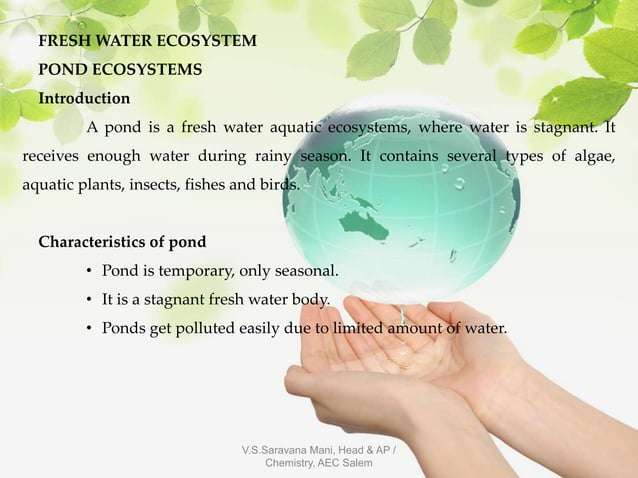 FRESH WATER ECOSYSTEM
POND ECOSYSTEMS
Introduction
A pond is a fresh water aquatic ecosystems, where water is stagnant. It
receives enough water during rainy season. It contains several types of algae,
aquatic plants, insects, fishes and birds.
Characteristics of pond
• Pond is temporary, only seasonal.
• It is a stagnant fresh water body.
• Ponds get polluted easily due to limited amount of water.
V.S.Saravana Mani, Head & AP /
Chemistry, AEC Salem